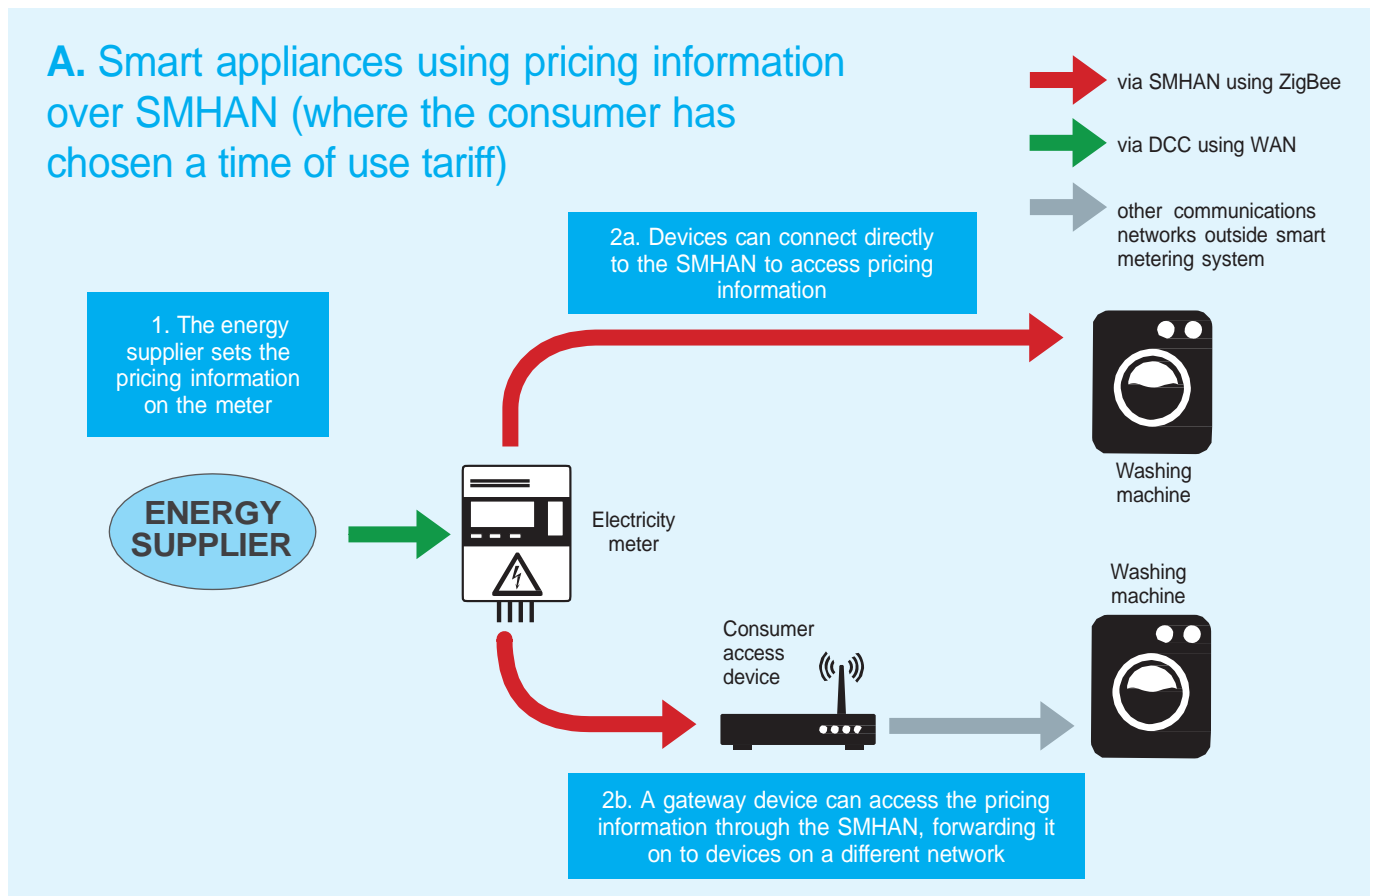 A. Smart appliances using pricing information
over SMHAN (where the consumer has
chosen a time of use tariff)
via SMHAN using ZigBee
via DCC using WAN
other communications
networks outside smart
metering system
2a. Devices can connect directly
to the SMHAN to access pricing
information
1. The energy
supplier sets the
pricing information
on the meter
Washing
machine
ENERGY
SUPPLIER
Electricity
meter
Washing
machine
Consumer
access
device
2b. A gateway device can access the pricing
information through the SMHAN, forwarding it
on to devices on a different network